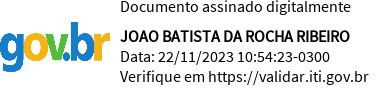 Documento assinado digitalmente
gov.br
JOAO BATISTA DA ROCHA RIBEIRO
Data: 22/11/2023 10:54:23-0300
Verifique em https://validar.iti.gov.br